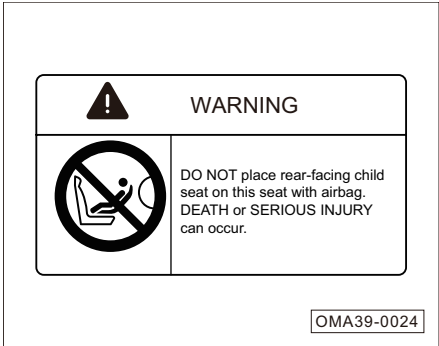 WARNING
DO NOT place rear-facing child
seat on this seat with airbag.
DEATH or SERIOUS INJURY
can occur.
OMA39-0024